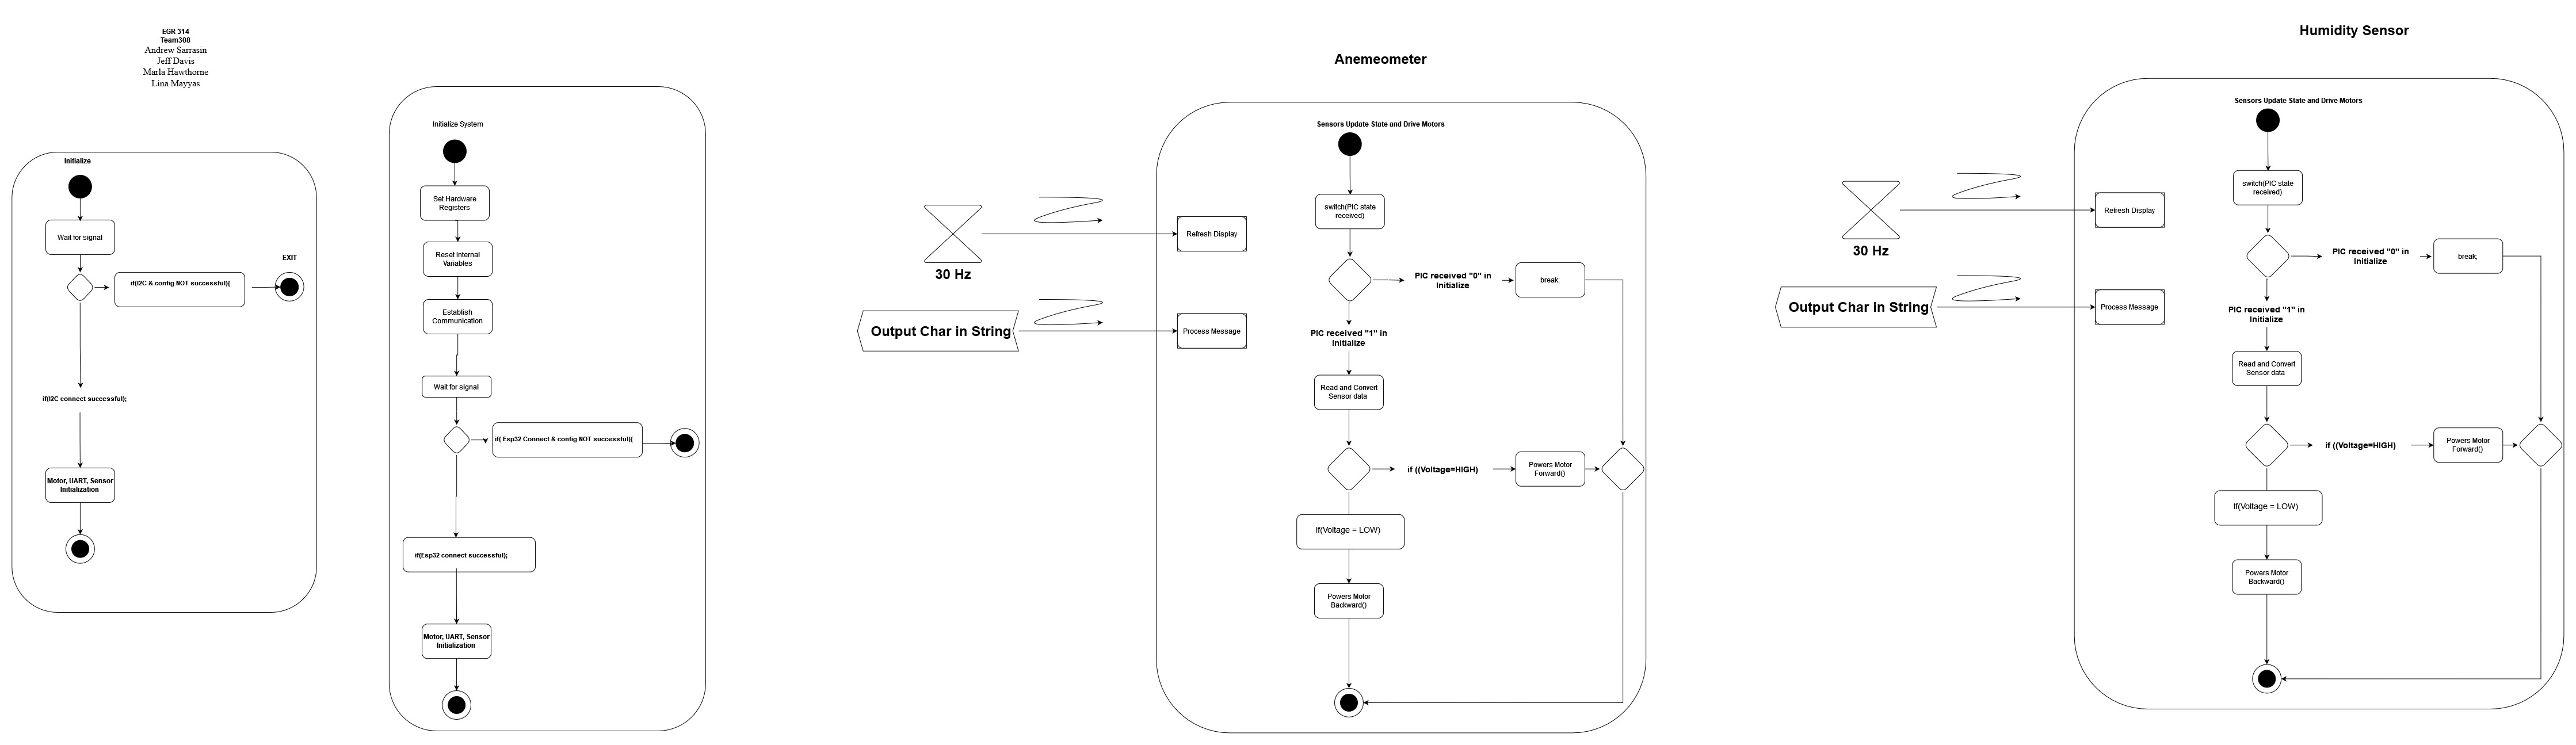 EGR 314
Team308
Andrew Sarrasin
Jeff Davis
Marla Hawthorne
Lina Mayyas
Initialize
Wait for signal
EXIT
if(I2C & config NOT successful){
if(I2C connect successful);
Motor, UART, Sensor
Initialization
Initialize System
Set Hardware
Registers
Reset Internal
Variables
Establish
Communication
Wait for signal
if( Esp32 Connect & config NOT successful){
if(Esp32 connect successful);
Motor, UART, Sensor
Initialization
Anemeometer
30 Hz
Output Char in String
Refresh Display
Process Message
Sensors Update State and Drive Motors
switch(PIC state
received)
PIC received "0" in
Initialize
break;
PIC received "1" in
Initialize
Read and Convert
Sensor data
if ((Voltage=HIGH)
Powers Motor
Forward()
If(Voltage = LOW)
Powers Motor
Backward()
Humidity Sensor
30 Hz
Output Char in String
Refresh Display
Process Message
Sensors Update State and Drive Motors
switch(PIC state
received)
PIC received "0" in
Initialize
break;
PIC received "1" in
Initialize
Read and Convert
Sensor data
if ((Voltage=HIGH)
Powers Motor
Forward()
If(Voltage = LOW)
Powers Motor
Backward()